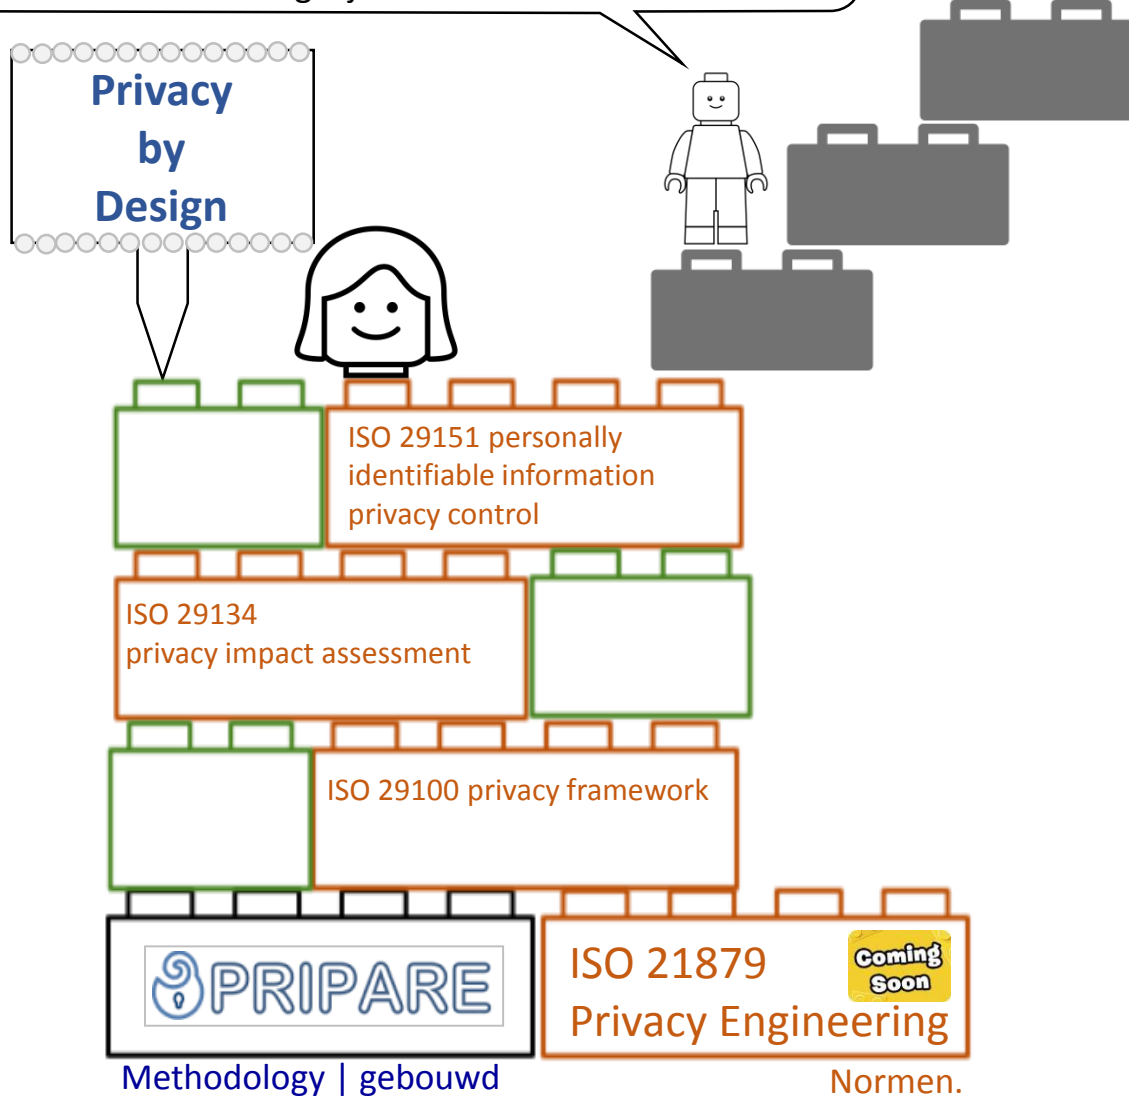 Privacy
by
Design
ISO 29151 personally
identifiable information
privacy control
ISO 29134
privacy impact assessment
ISO 29100 privacy framework
PRIPARE
ISO 21879
Coming
Soon
Privacy Engineering
Methodology | gebouwd
Normen.